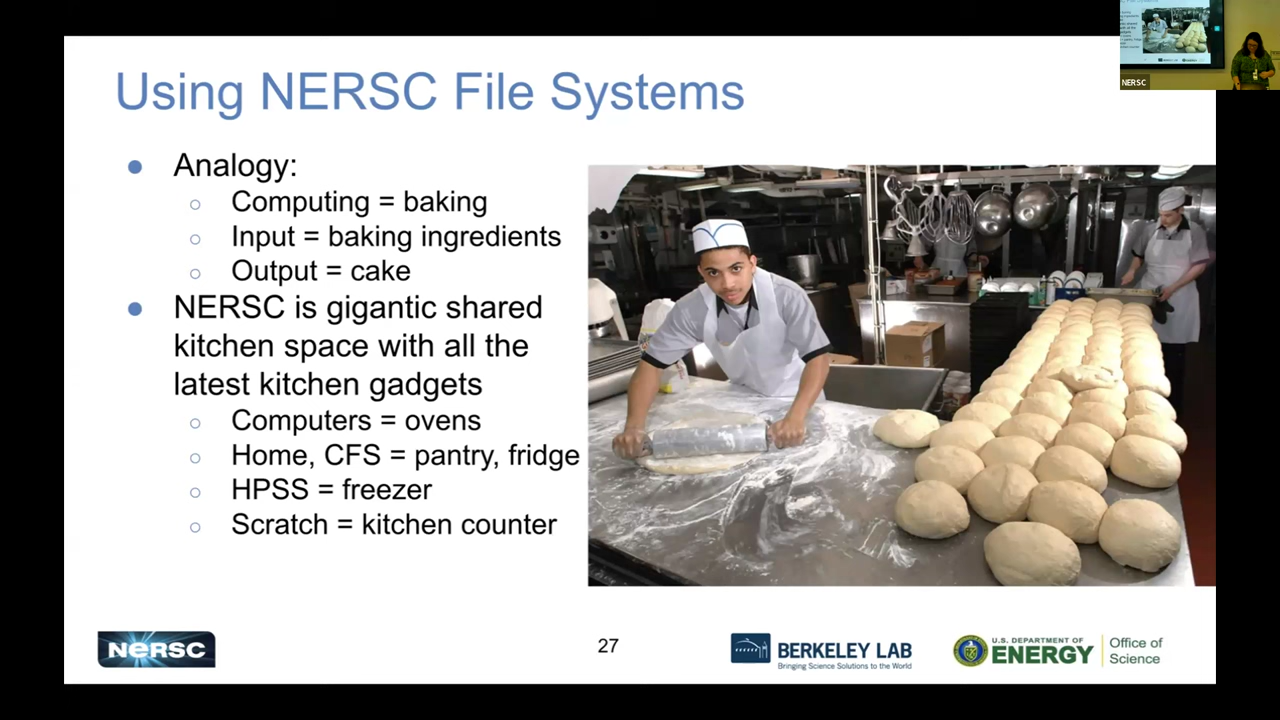 Using NERSC File Systems
● Analogy:
○ Computing = baking
○ Input = baking ingredients
○ Output = cake
● NERSC is gigantic shared
kitchen space with all the
latest kitchen gadgets
○ Computers = ovens
○ Home, CFS = pantry, fridge
○ HPSS = freezer
○ Scratch = kitchen counter
NERSC
27
BERKELEY LAB
Bringing Science Solutions to the World
U.S. DEPARTMENT OF
ENERGY
Office of
Science
NERSC